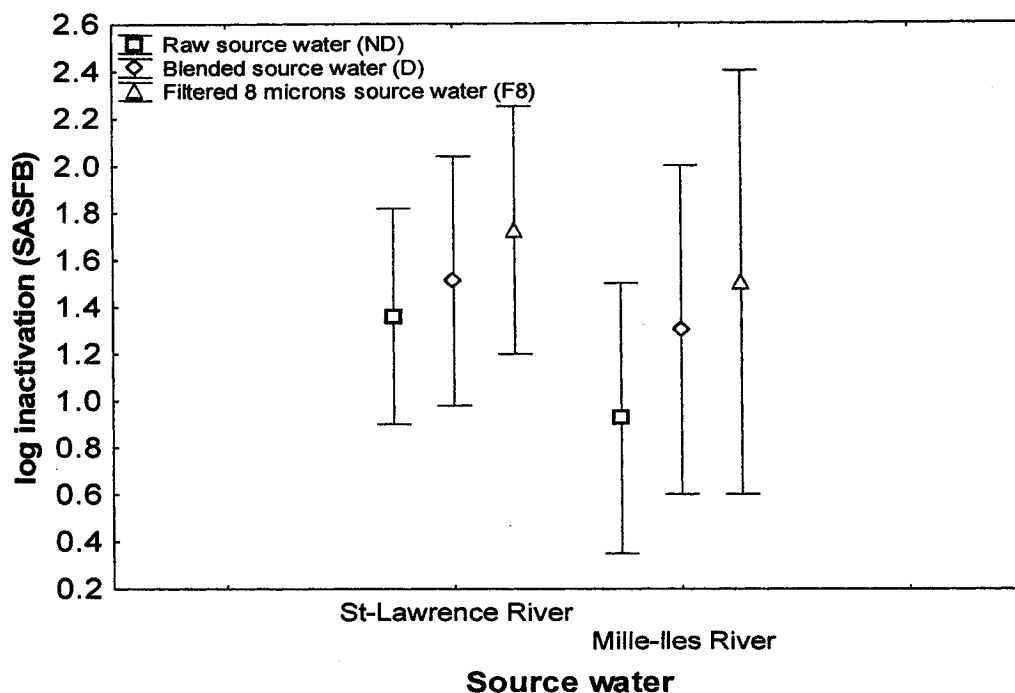 2.6
2.4
2.2
2.0
1.8
1.6
1.4
1.2
1.0
0.8
0.6
0.4
0.2
log inactivation (SASFB)
Raw source water (ND)
Blended source water (D)
Filtered 8 microns source water (F8)
St-Lawrence River
Mille-Iles River
Source water